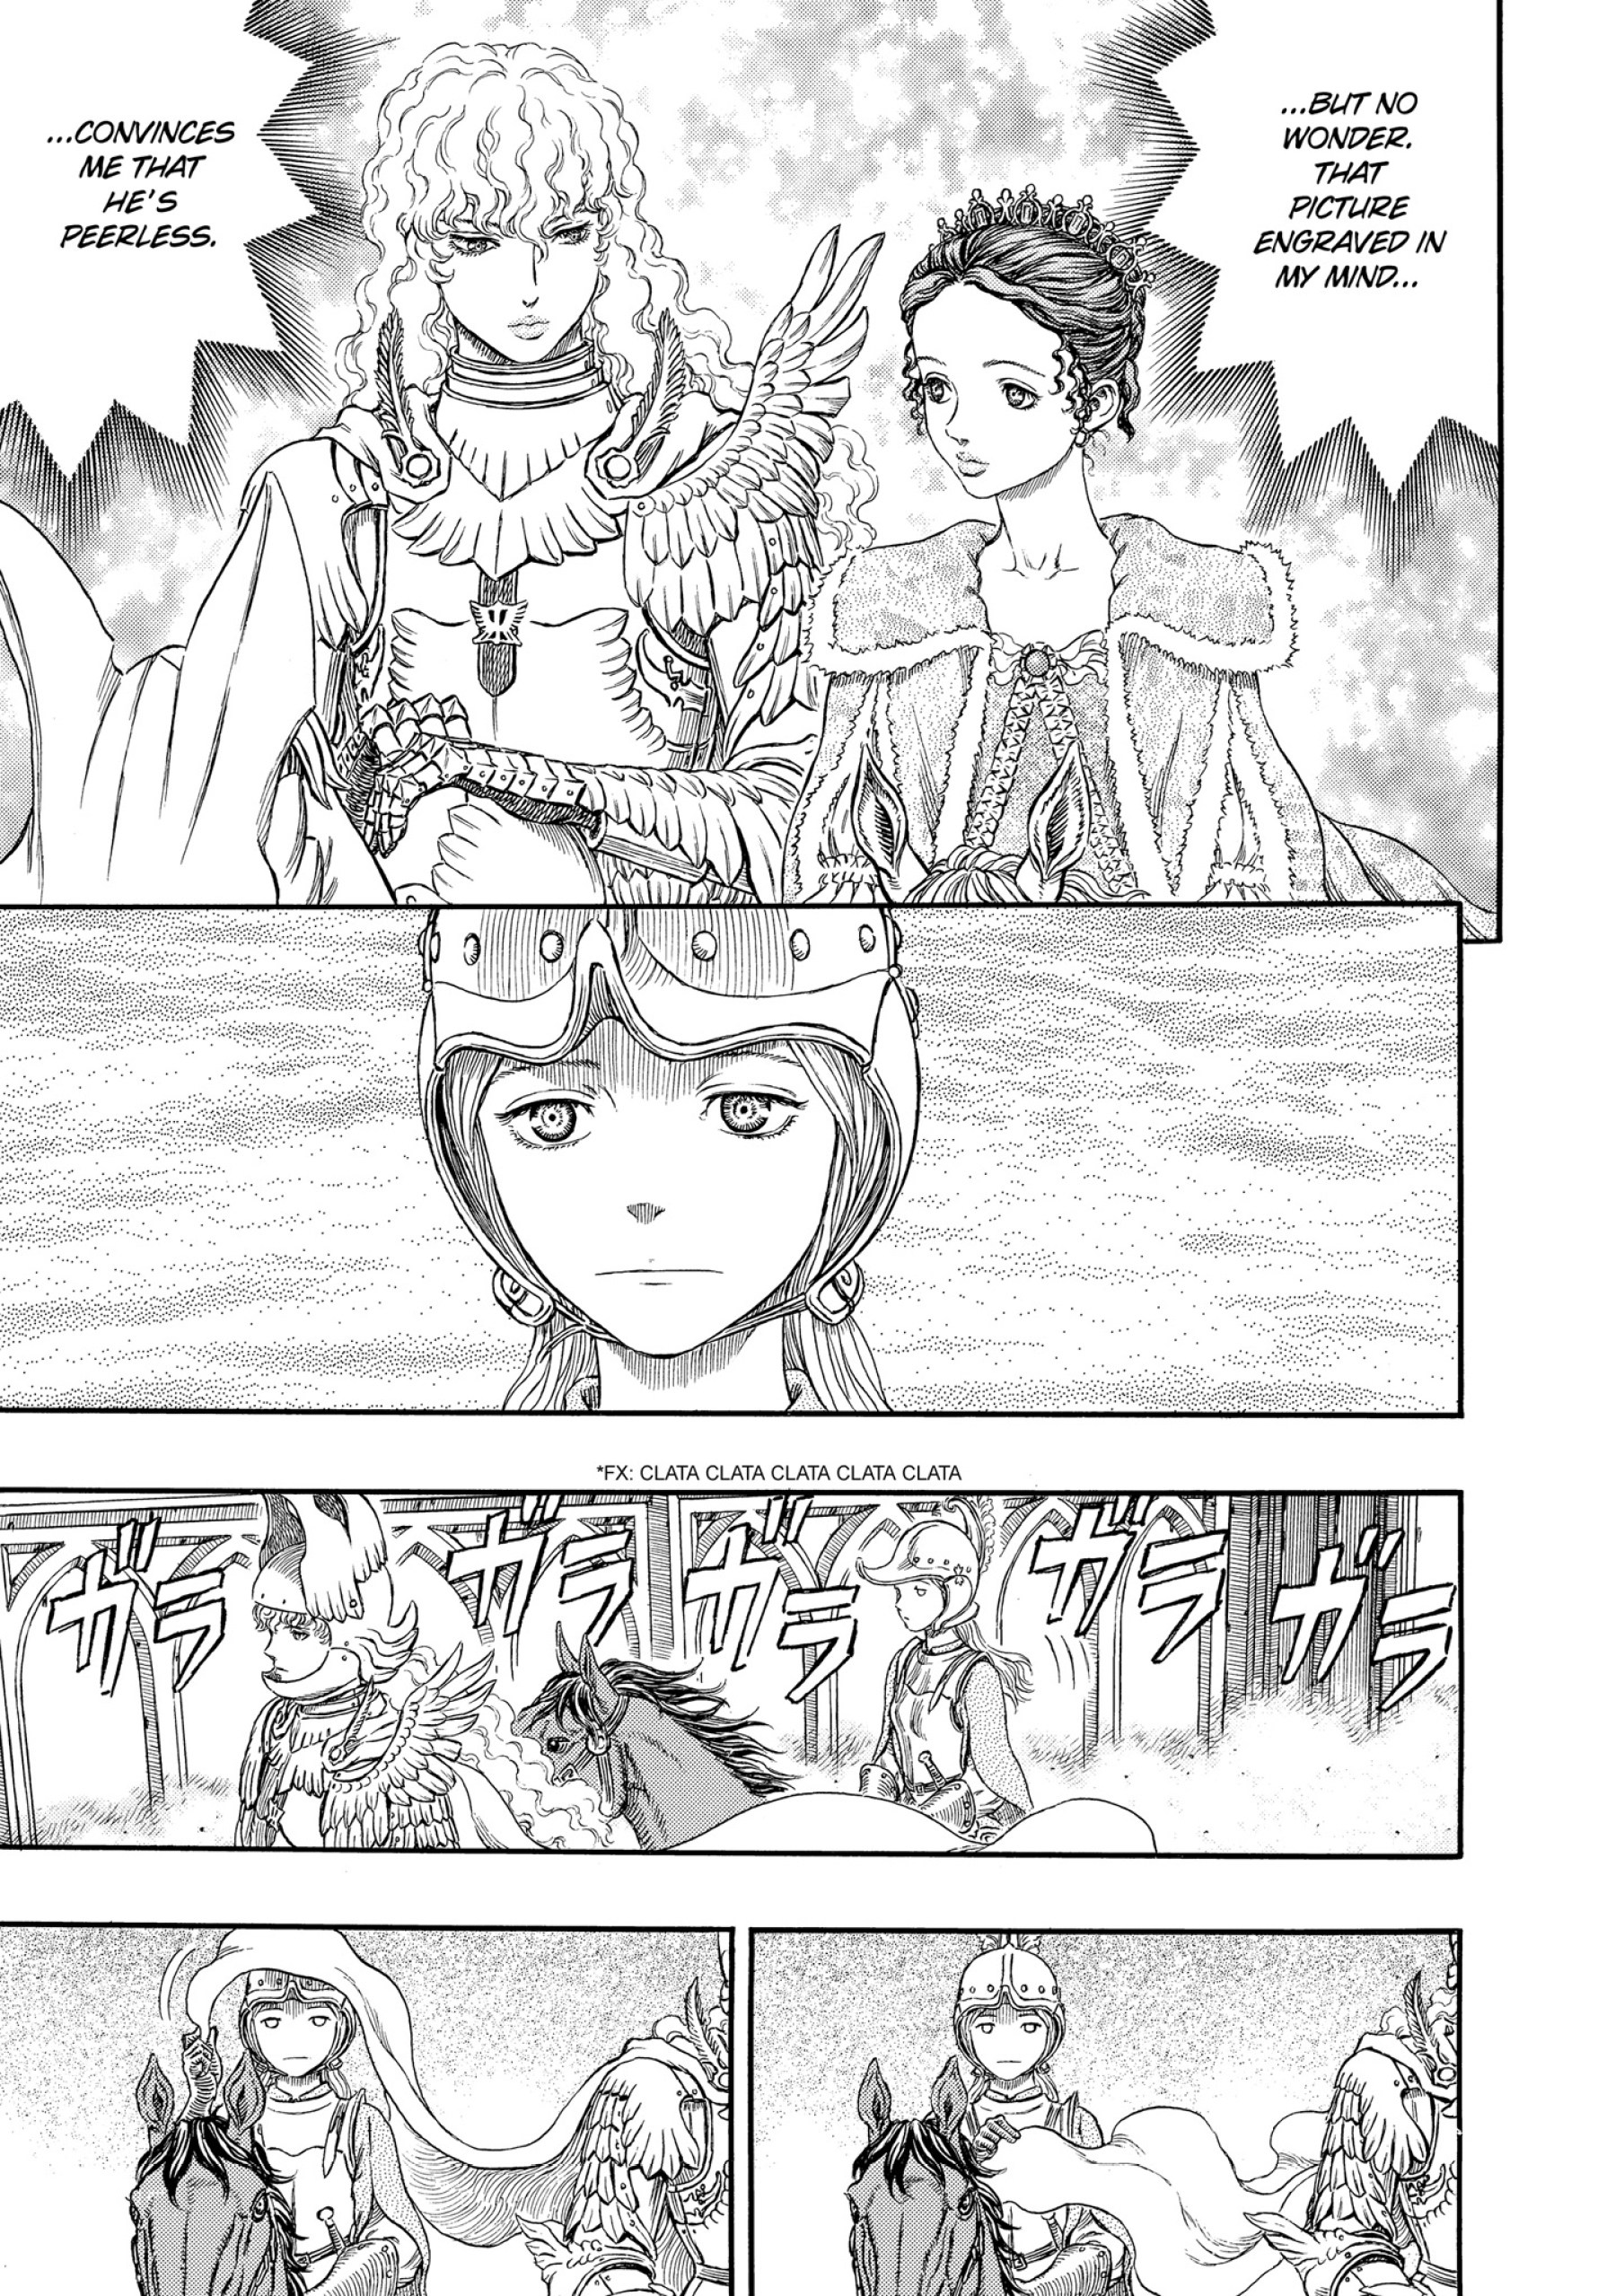 ...BUT NO
WONDER.
THAT
PICTURE
ENGRAVED IN
MY MIND...
...CONVINCES
ME THAT
HE'S
PEERLESS.
*FX: CLATA CLATA CLATA CLATA CLATA
ガラ
ガラ
ガラ
ガラ
ガラ